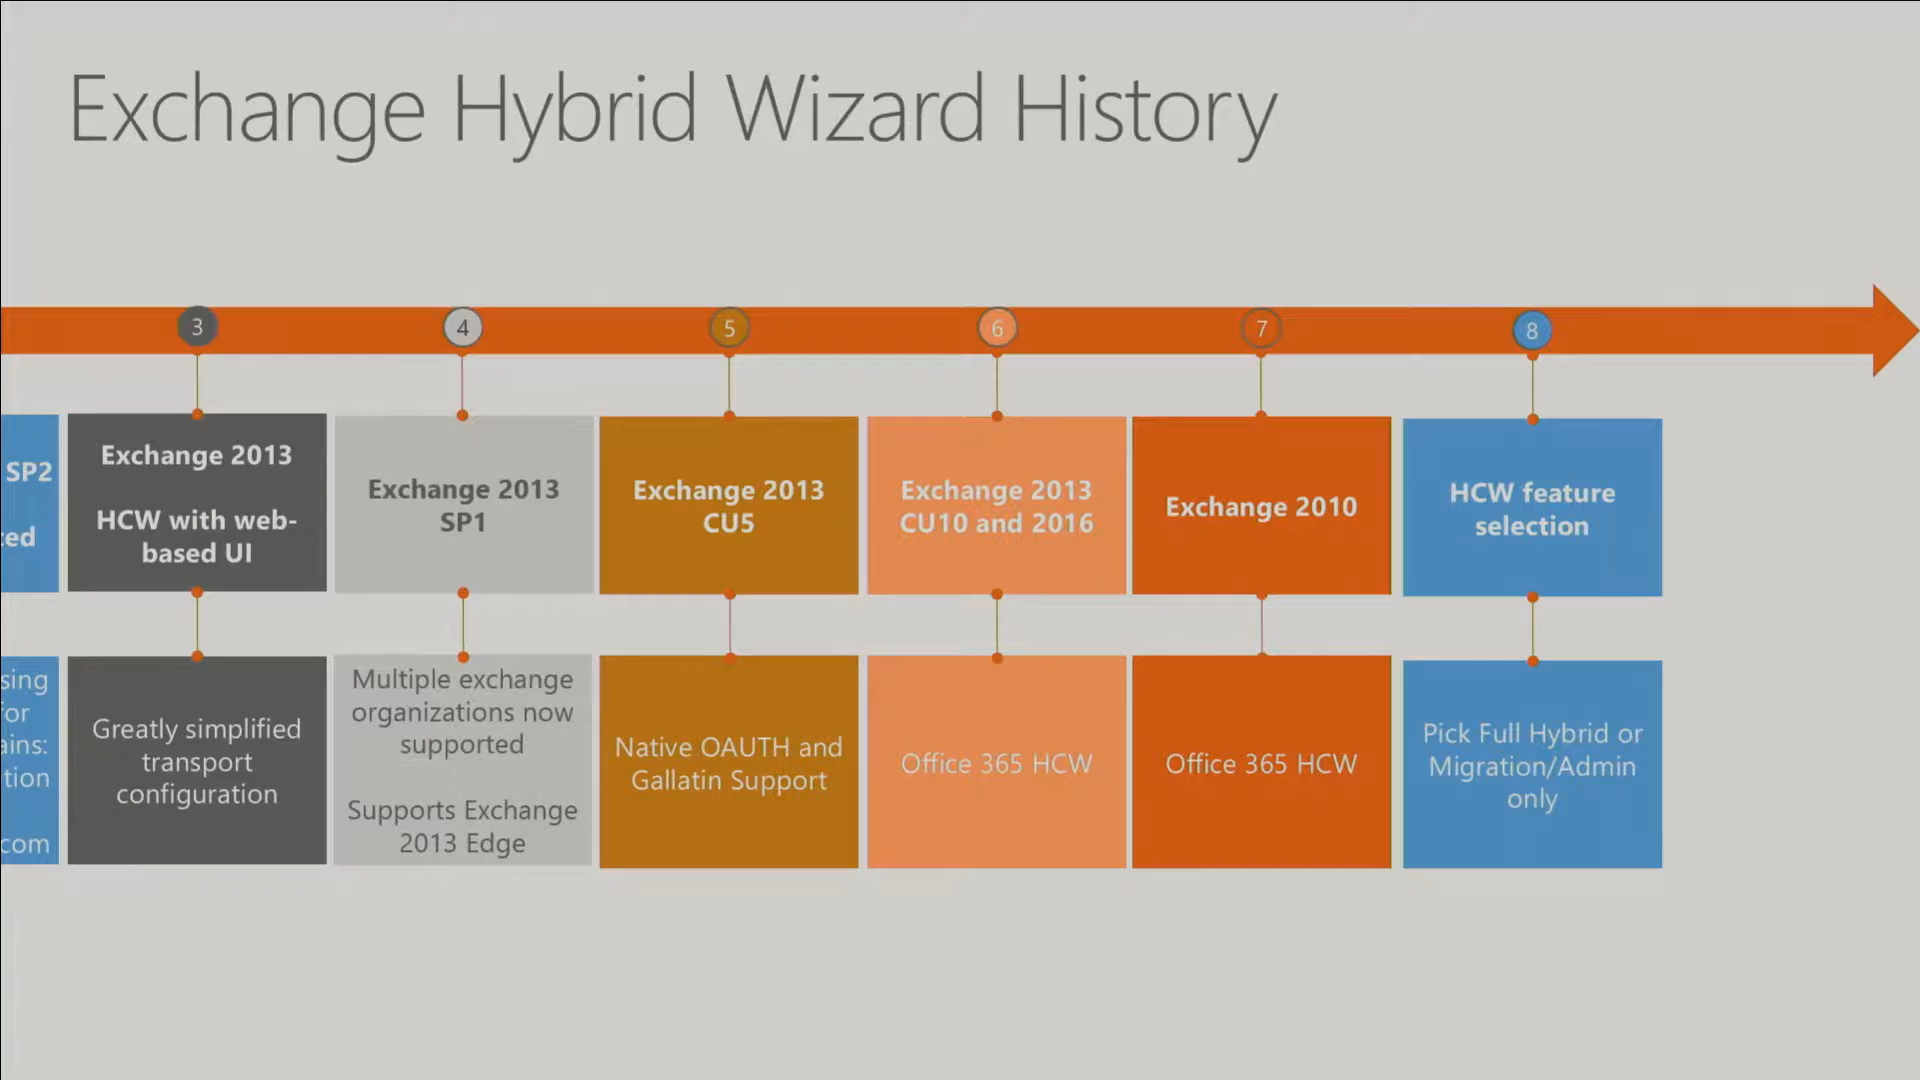 Exchange Hybrid Wizard History
3
4
5
6
7
8
SP2
Exchange 2013
HCW with web-
based UI
Exchange 2013
SP1
Exchange 2013
CU5
Exchange 2013
CU10 and 2016
Exchange 2010
HCW feature
selection
Greatly simplified
transport
configuration
Multiple exchange
organizations now
supported
Supports Exchange
2013 Edge
Native OAUTH and
Gallatin Support
Office 365 HCW
Office 365 HCW
Pick Full Hybrid or
Migration/Admin
only